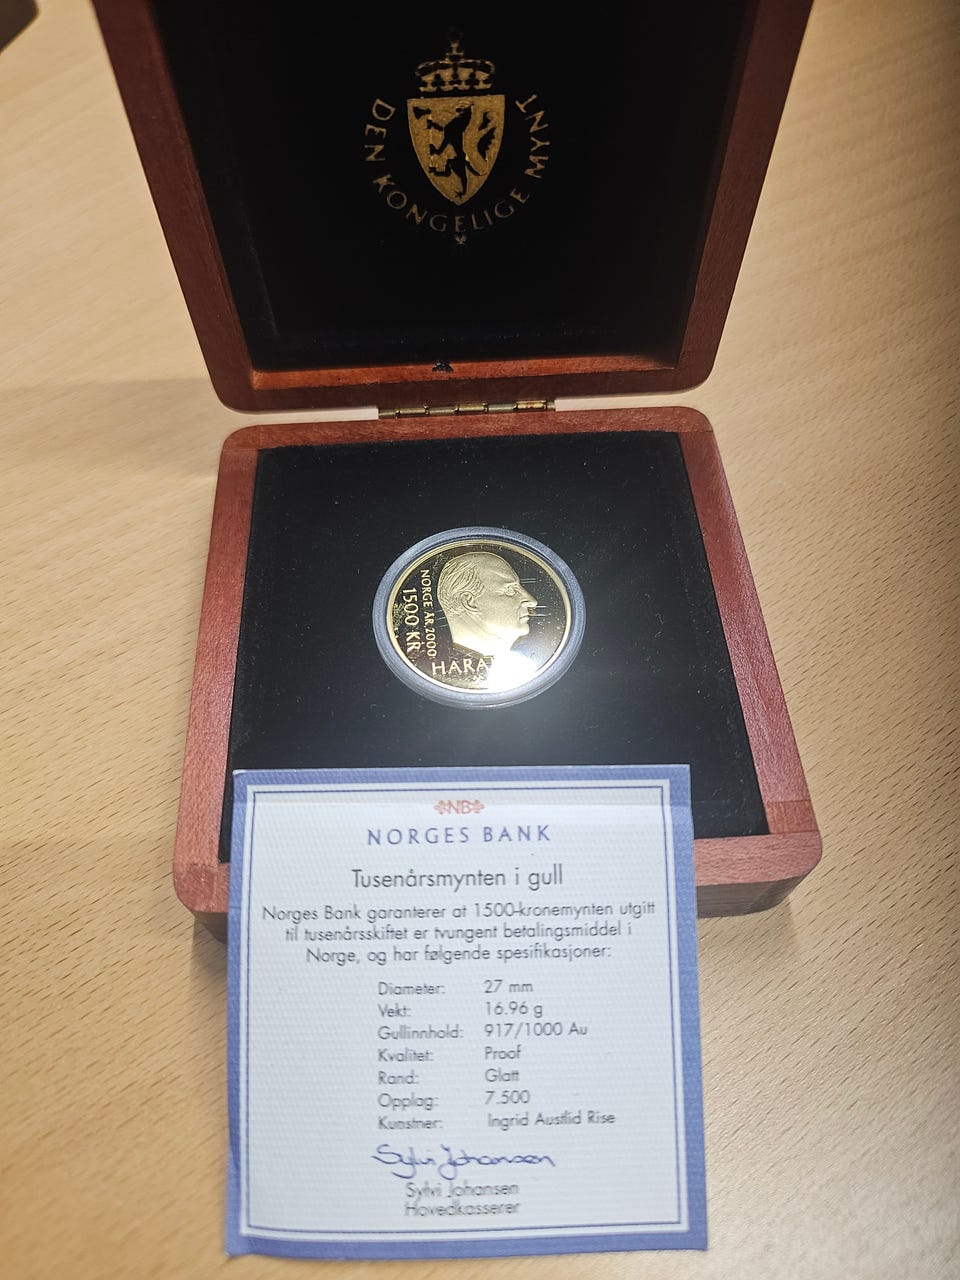 DEN KONGELIGE MYNT
NORGE ÅR 2000
1500 KR
NB
NORGES BANK
Tusenårsmynten i gull
Norges Bank garanterer at 1500-kronemynten utgitt
til tusenårsskiftet er tvungent betalingsmiddel i
Norge, og har følgende spesifikasjoner:
Diameter: 27 mm
Vekt: 16.96 g
Gullinnhold: 917/1000 Au
Kvalitet: Proof
Rand: Glatt
Opplag: 7.500
Kunstner: Ingrid Austlid Rise
Sylvi Johansen
Sylvi Johansen
Hovedkasserer